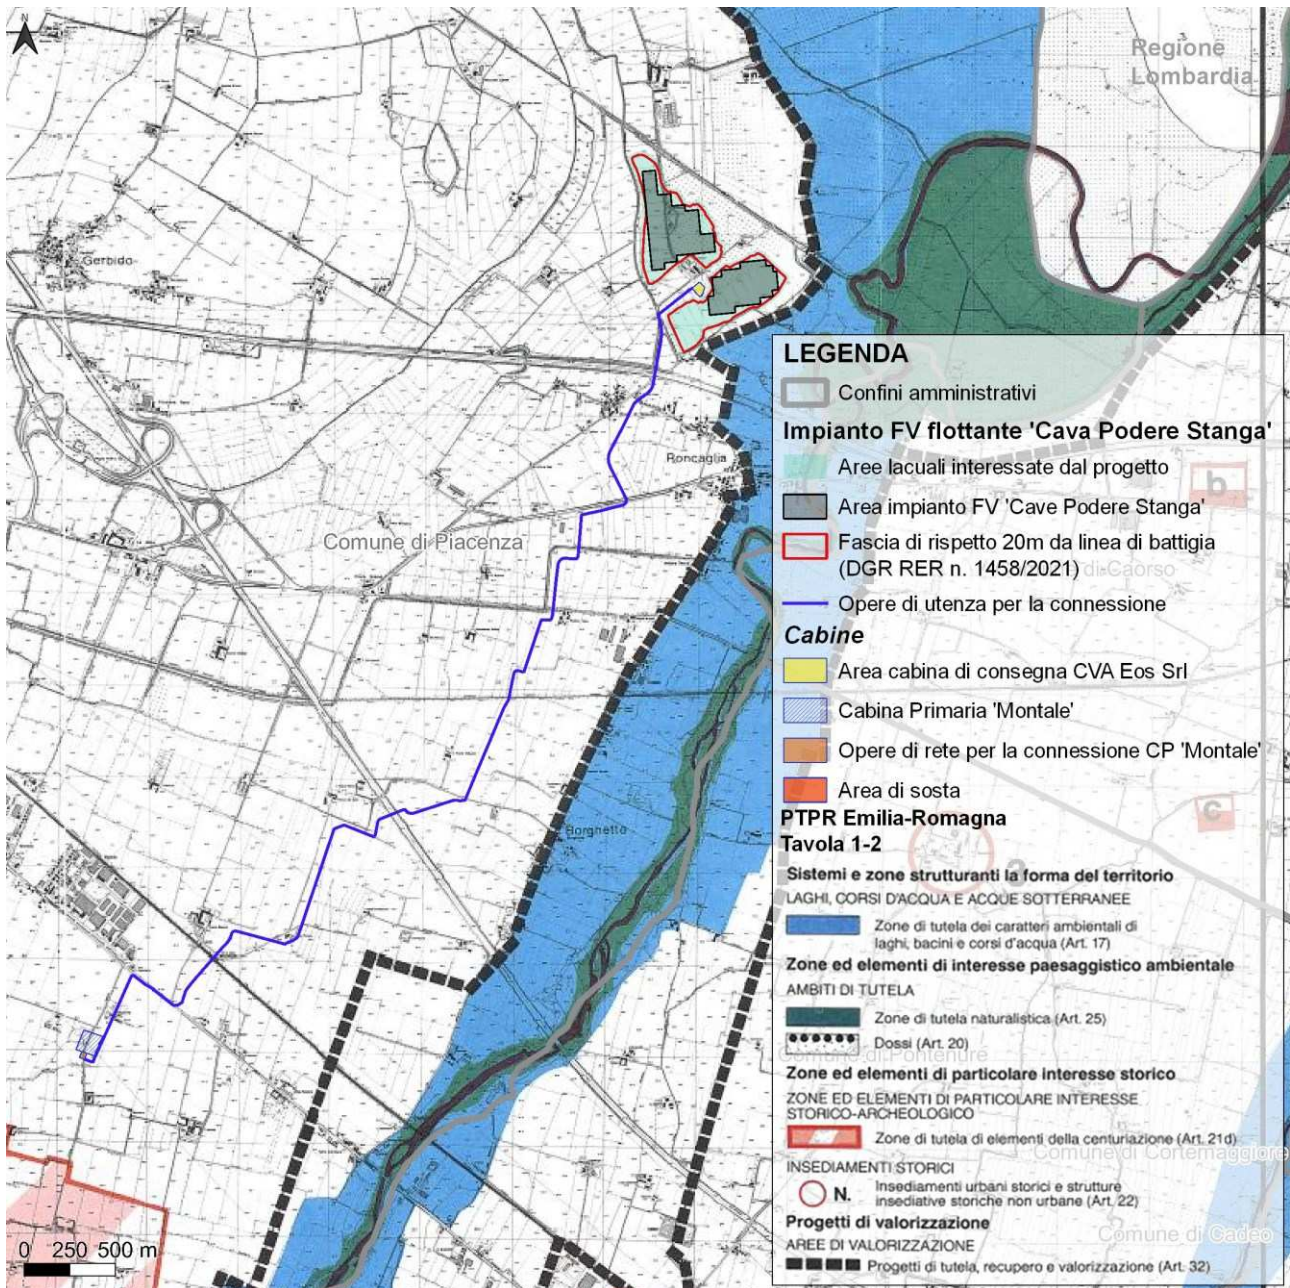 N
Regione
Lombardia
Gerbido
Roncaglia
Comune di Piacenza
Borghetto
LEGENDA
Confini amministrativi
Impianto FV flottante 'Cava Podere Stanga'
Aree lacuali interessate dal progetto
b
Area impianto FV 'Cave Podere Stanga'
Fascia di rispetto 20m da linea di battigia
(DGR RER n. 1458/2021)
di Caorso
Opere di utenza per la connessione
Cabine
Area cabina di consegna CVA Eos Srl
Cabina Primaria 'Montale'
Opere di rete per la connessione CP 'Montale'
Area di sosta
c
PTPR Emilia-Romagna
Tavola 1-2
a
Sistemi e zone strutturanti la forma del territorio
LAGHI, CORSI D'ACQUA E ACQUE SOTTERRANEE
Zone di tutela dei caratteri ambientali di
laghi, bacini e corsi d'acqua (Art. 17)
Zone ed elementi di interesse paesaggistico ambientale
AMBITI DI TUTELA
Zone di tutela naturalistica (Art. 25)
Dossi (Art. 20)
Comune di Pontenure
Zone ed elementi di particolare interesse storico
ZONE ED ELEMENTI DI PARTICOLARE INTERESSE
STORICO-ARCHEOLOGICO
Zone di tutela di elementi della centuriazione (Art. 21d)
Comune di Cortemaggiore
INSEDIAMENTI STORICI
N. Insediamenti urbani storici e strutture
insediative storiche non urbane (Art. 22)
Progetti di valorizzazione
Comune di Cadeo
AREE DI VALORIZZAZIONE
Progetti di tutela, recupero e valorizzazione (Art. 32)
0 250 500 m